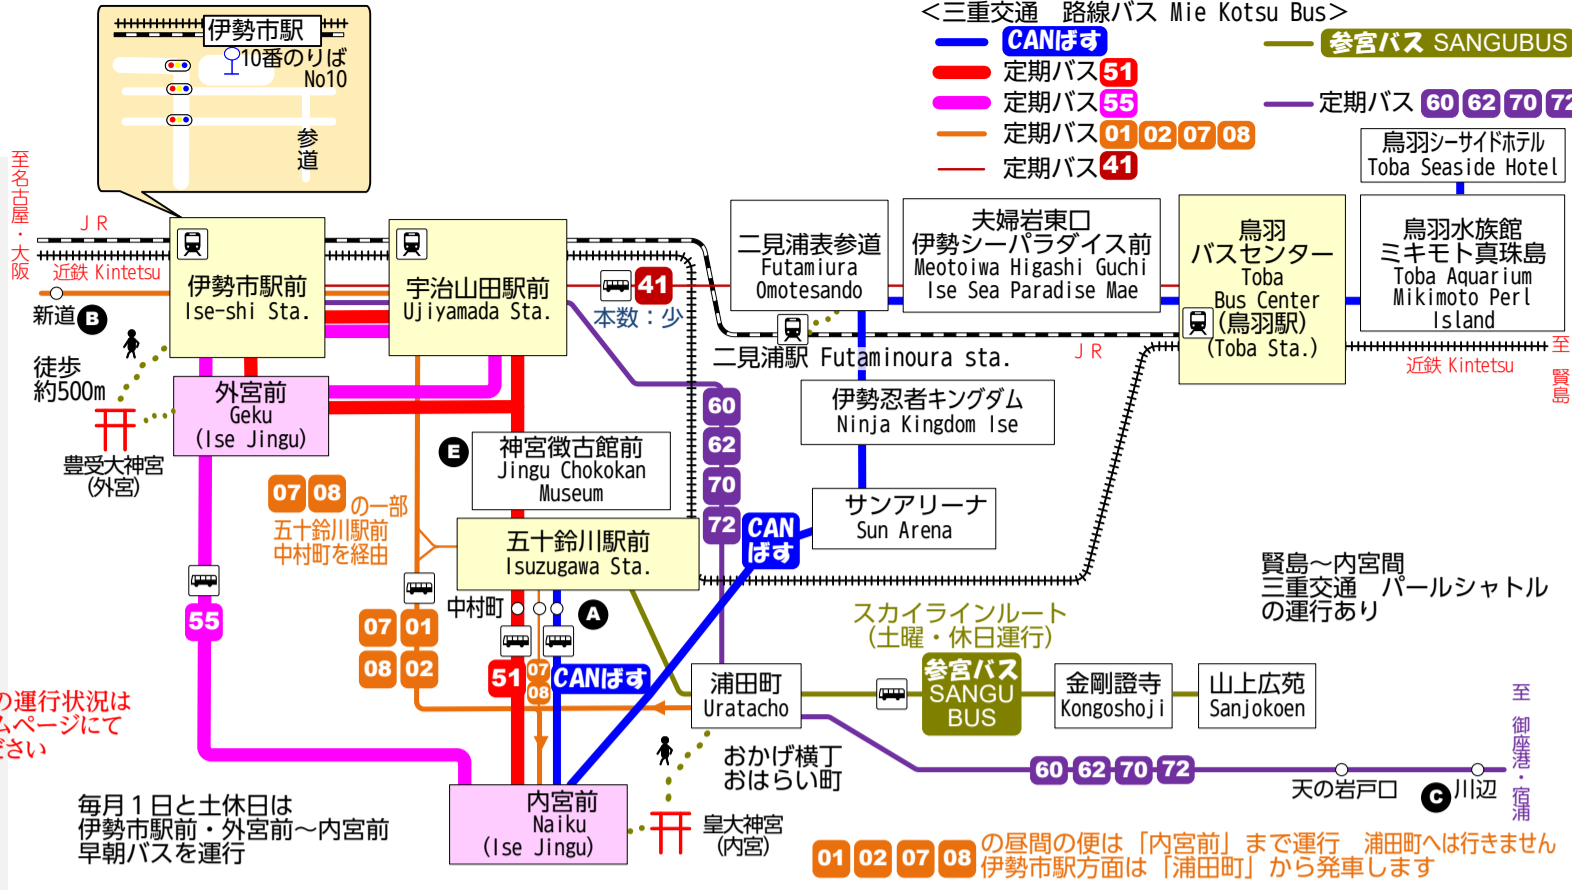 <三重交通 路線バス Mie Kotsu Bus>
CANばす
参宮バス SANGUBUS
定期バス 51
定期バス 55
定期バス 60 62 70 72
定期バス 01 02 07 08
定期バス 41
伊勢市駅
10番のりば
No10
参道
至名古屋・大阪
JR
近鉄 Kintetsu
新道 B
伊勢市駅前
Ise-shi Sta.
宇治山田駅前
Ujiyamada Sta.
41
本数：少
二見浦表参道
Futamiura
Omotesando
夫婦岩東口
伊勢シーパラダイス前
Meotoiwa Higashi Guchi
Ise Sea Paradise Mae
鳥羽
バスセンター
Toba
Bus Center
(鳥羽駅)
(Toba Sta.)
鳥羽シーサイドホテル
Toba Seaside Hotel
鳥羽水族館
ミキモト真珠島
Toba Aquarium
Mikimoto Perl
Island
二見浦駅 Futaminoura sta.
JR
近鉄 Kintetsu
至 賢島
徒歩
約500m
豊受大神宮
(外宮)
外宮前
Geku
(Ise Jingu)
伊勢忍者キングダム
Ninja Kingdom Ise
サンアリーナ
Sun Arena
60
62
70
72
CAN
ばす
E
神宮徴古館前
Jingu Chokokan
Museum
07 08 の一部
五十鈴川駅前
中村町を経由
五十鈴川駅前
Isuzugawa Sta.
中村町
A
55
07 01
08 02
51
07
08
CANばす
賢島～内宮間
三重交通 パールシャトル
の運行あり
スカイラインルート
(土曜・休日運行)
参宮バス
SANGU
BUS
浦田町
Uratacho
金剛證寺
Kongoshoji
山上広苑
Sanjokoen
の運行状況は
ムページにて
ださい
おかげ横丁
おはらい町
60 62 70 72
天の岩戸口
C 川辺
至 御座港・宿浦
毎月１日と土休日は
伊勢市駅前・外宮前～内宮前
早朝バスを運行
内宮前
Naiku
(Ise Jingu)
皇大神宮
(内宮)
01 02 07 08 の昼間の便は「内宮前」まで運行 浦田町へは行きません
伊勢市駅方面は「浦田町」から発車します